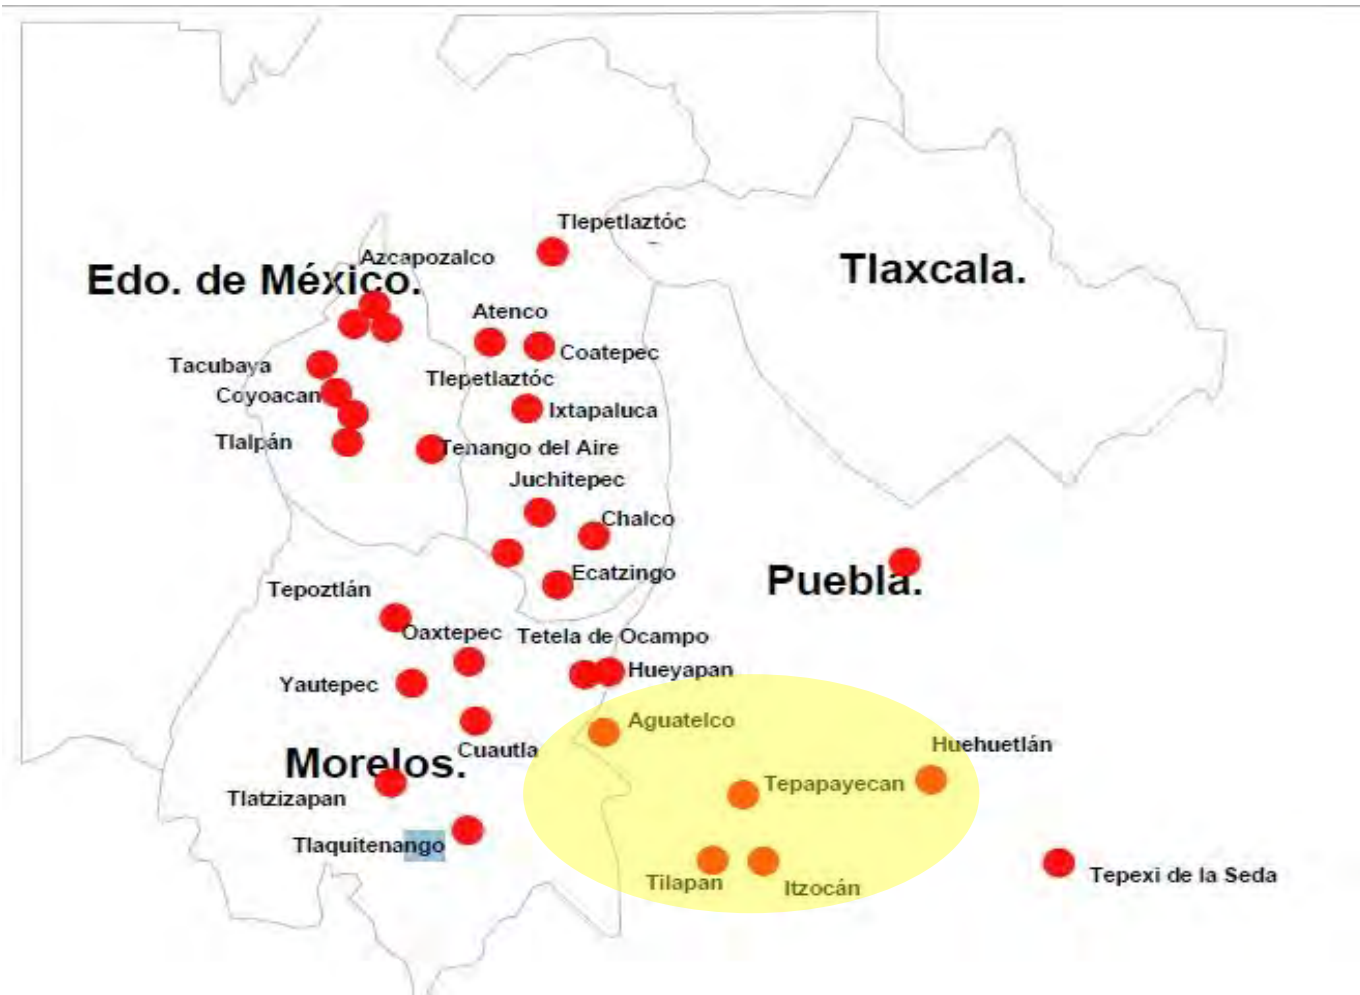 Tlepetlaztóc
Azcapozalco
Edo. de México.
Tlaxcala.
Atenco
Coatepec
Tacubaya
Tlepetlaztóc
Coyoacan
Ixtapaluca
Tlalpán
Tenango del Aire
Juchitepec
Chalco
Ecatzingo
Puebla.
Tepoztlán
Oaxtepec
Tetela de Ocampo
Hueyapan
Yautepec
Aguatelco
Cuautla
Huehuetlán
Morelos.
Tepapayecan
Tlatzizapan
Tlaquitenango
Tilapan
Itzocán
Tepexi de la Seda